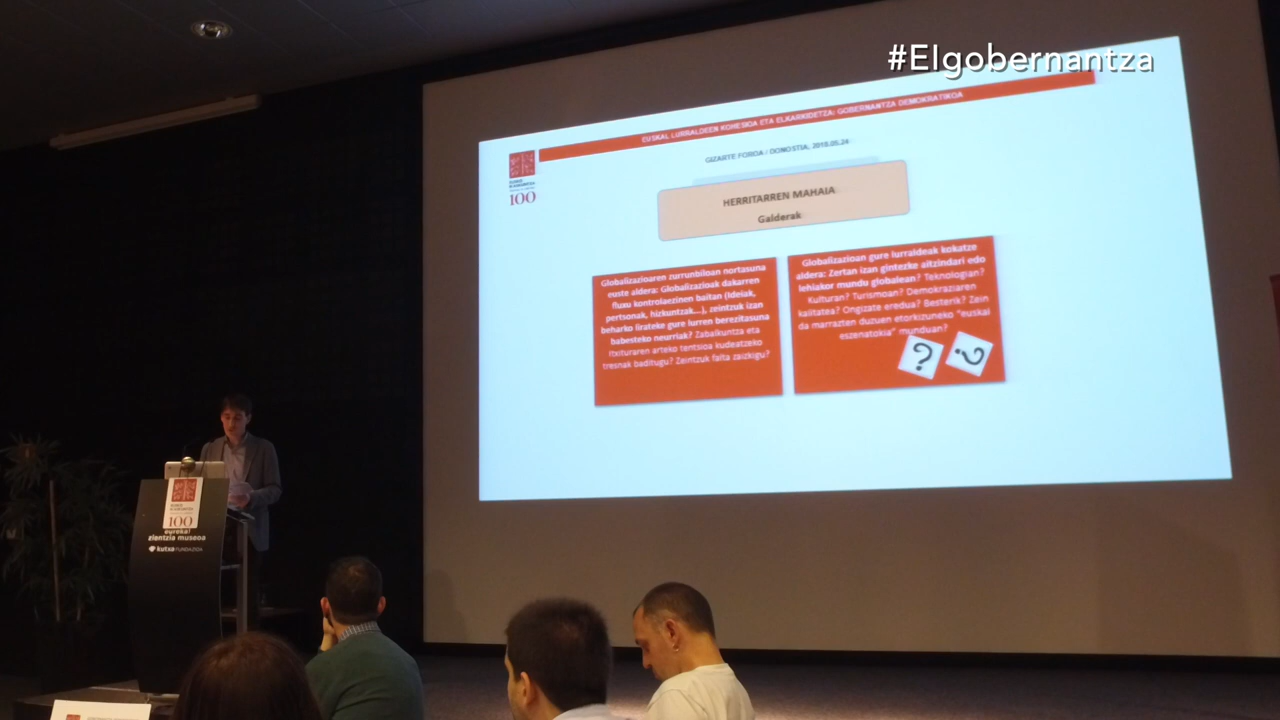 #EIgobernantza
EUSKAL LURRALDEEN KOHESIOA ETA ELKARKIDETZA: GOBERNANTZA DEMOKRATIKOA
GIZARTE FOROA / DONOSTIA, 2018.05.24
100
HERRITARREN MAHAIA
Galderak
Globalizazioaren zurrunbiloan nortasuna
euste aldera: Globalizazioak dakarren
fluxu kontrolaezinen baitan (ideiak,
pertsonak, hizkuntzak...), zeintzuk izan
beharko lirateke gure lurren berezitasuna
babesteko neurriak? Zabalkuntza eta
itxituraren arteko tentsioa kudeatzeko
tresnak baditugu? Zeintzuk falta zaizkigu?
Globalizazioan gure lurraldeak kokatze
aldera: Zertan izan gintezke aitzindari edo
lehiakor mundu globalean? Teknologian?
Kulturan? Turismoan? Demokraziaren
kalitatea? Ongizate eredua? Besterik? Zein
da marrazten duzuen etorkizuneko "euskal
eszenatokia" munduan?
? ?
100
eureka!
zientzia museoa
kutxa FUNDAZIOA